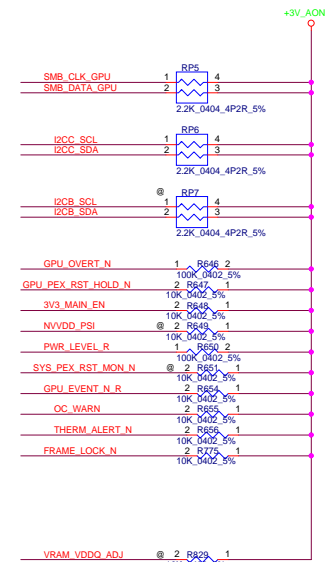 +3V_AON
RP5
SMB_CLK_GPU 1 4
SMB_DATA_GPU 2 3
2.2K_0404_4P2R_5%
RP6
I2CC_SCL 1 4
I2CC_SDA 2 3
2.2K_0404_4P2R_5%
@ RP7
I2CB_SCL 1 4
I2CB_SDA 2 3
2.2K_0404_4P2R_5%
GPU_OVERT_N 1 R646 2
100K_0402_5%
GPU_PEX_RST_HOLD_N 2 R647 1
10K_0402_5%
3V3_MAIN_EN 2 R648 1
10K_0402_5%
NVVDD_PSI @ 2 R649 1
10K_0402_5%
PWR_LEVEL_R 1 R650 2
100K_0402_5%
SYS_PEX_RST_MON_N @ 2 R651 1
10K_0402_5%
GPU_EVENT_N_R 2 R654 1
10K_0402_5%
OC_WARN 2 R655 1
10K_0402_5%
THERM_ALERT_N 2 R656 1
10K_0402_5%
FRAME_LOCK_N 2 R775 1
10K_0402_5%
VRAM_VDDQ_ADJ @ 2 R829 1